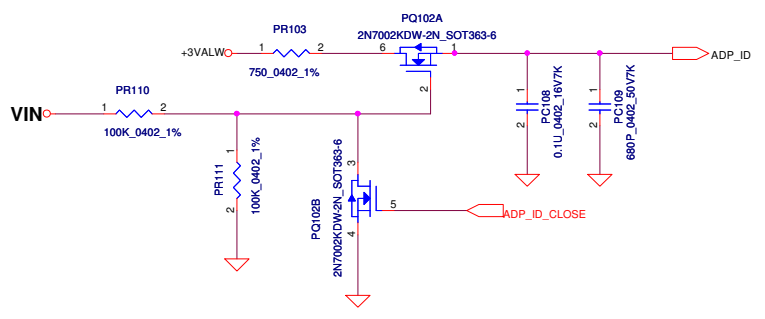 PQ102A
2N7002KDW-2N_SOT363-6
PR103
+3VALW
1
2
6
1
ADP_ID
750_0402_1%
2
PR110
VIN
1
2
100K_0402_1%
1
2
PC108
0.1U_0402_16V7K
1
2
PC109
680P_0402_50V7K
1
2
PR111
100K_0402_1%
3
4
5
PQ102B
2N7002KDW-2N_SOT363-6
ADP_ID_CLOSE